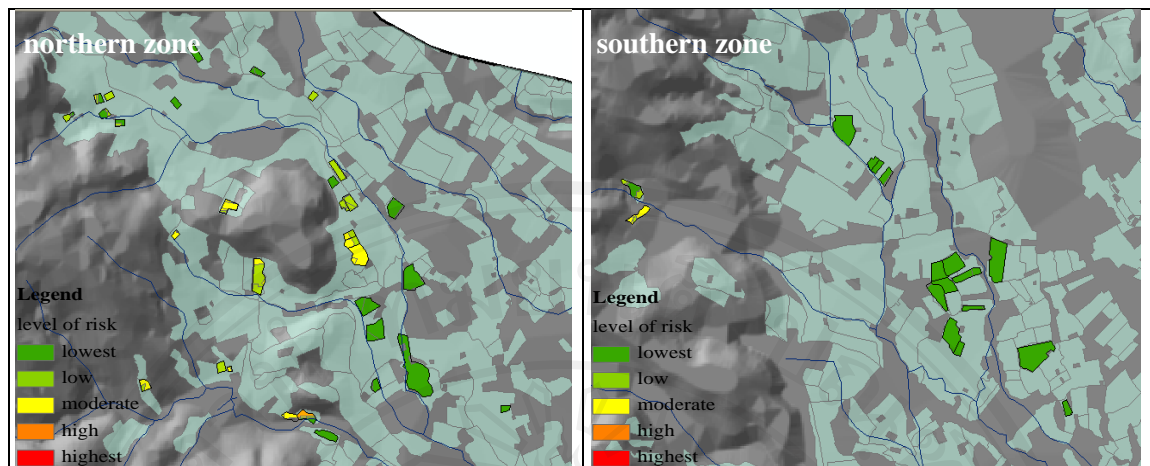 northern zone
Legend
level of risk
lowest
low
moderate
high
highest
southern zone
Legend
level of risk
lowest
low
moderate
high
highest